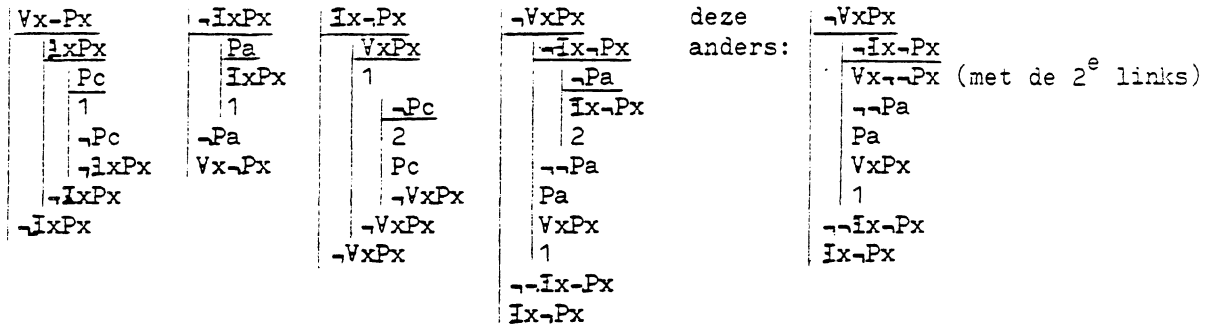 ∀x¬Px
∃xPx
Pc
1
¬Pc
¬∃xPx
¬∃xPx
¬∃xPx
¬∃xPx
Pa
∃xPx
1
¬Pa
∀x¬Px
∃x¬Px
∀xPx
1
¬Pc
2
Pc
¬∀xPx
¬∀xPx
¬∀xPx
¬∀xPx
¬∃x¬Px
¬Pa
∃x¬Px
2
¬¬Pa
Pa
∀xPx
1
¬¬∃x¬Px
∃x¬Px
deze
anders:
¬∀xPx
¬∃x¬Px
∀x¬¬Px (met de 2e links)
¬¬Pa
Pa
∀xPx
1
¬¬∃x¬Px
∃x¬Px